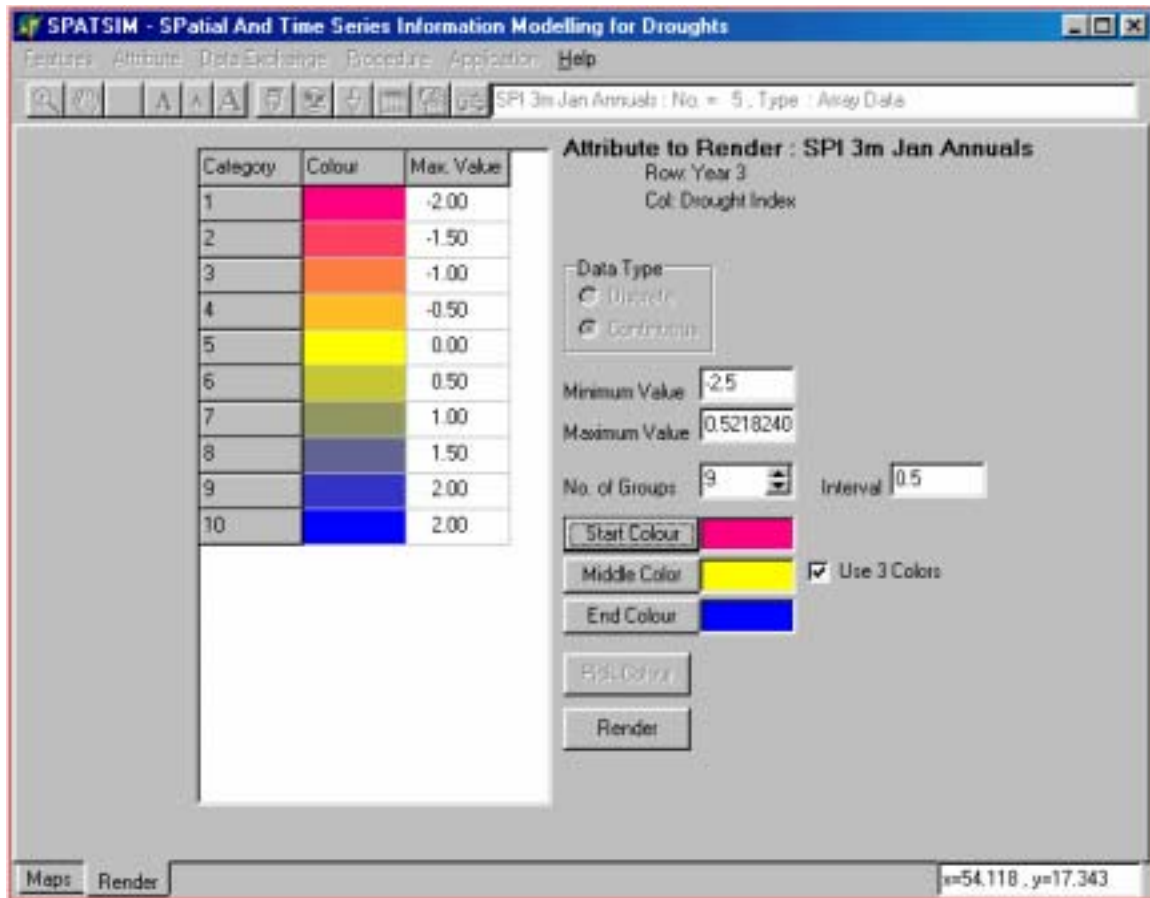 SPATSIM - SPatial And Time Series Information Modelling for Droughts
Features Attribute Data Exchange Procedure Application Help
A A A SPI 3m Jan Annuals : No. = 5 , Type : Array Data
Category Colour Max. Value
1 -2.00
2 -1.50
3 -1.00
4 -0.50
5 0.00
6 0.50
7 1.00
8 1.50
9 2.00
10 2.00
Attribute to Render : SPI 3m Jan Annuals
Row: Year 3
Col: Drought Index
Data Type
Discrete
Continuous
Minimum Value -2.5
Maximum Value 0.5218240
No. of Groups 9 Interval 0.5
Start Colour
Middle Color Use 3 Colors
End Colour
Colour
Render
Maps Render x=54.118 , y=17.343